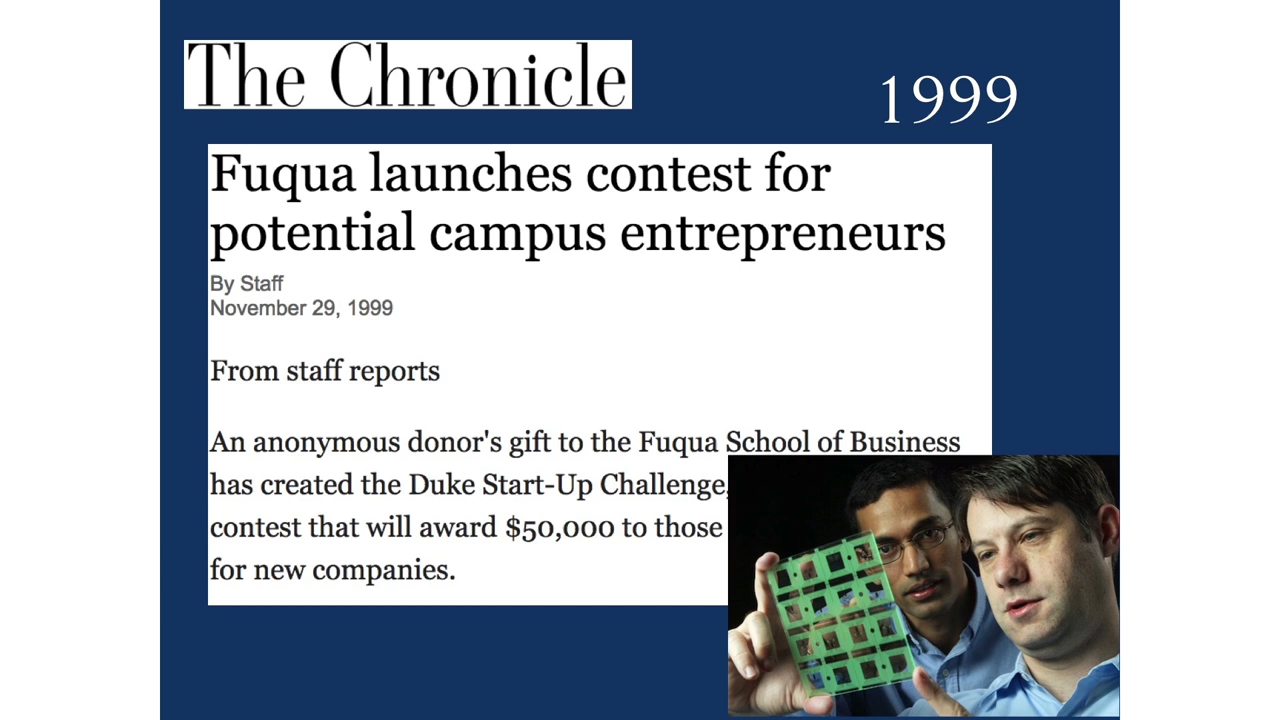 The Chronicle
1999
Fuqua launches contest for
potential campus entrepreneurs
By Staff
November 29, 1999
From staff reports
An anonymous donor's gift to the Fuqua School of Business
has created the Duke Start-Up Challenge,
contest that will award $50,000 to those
for new companies.